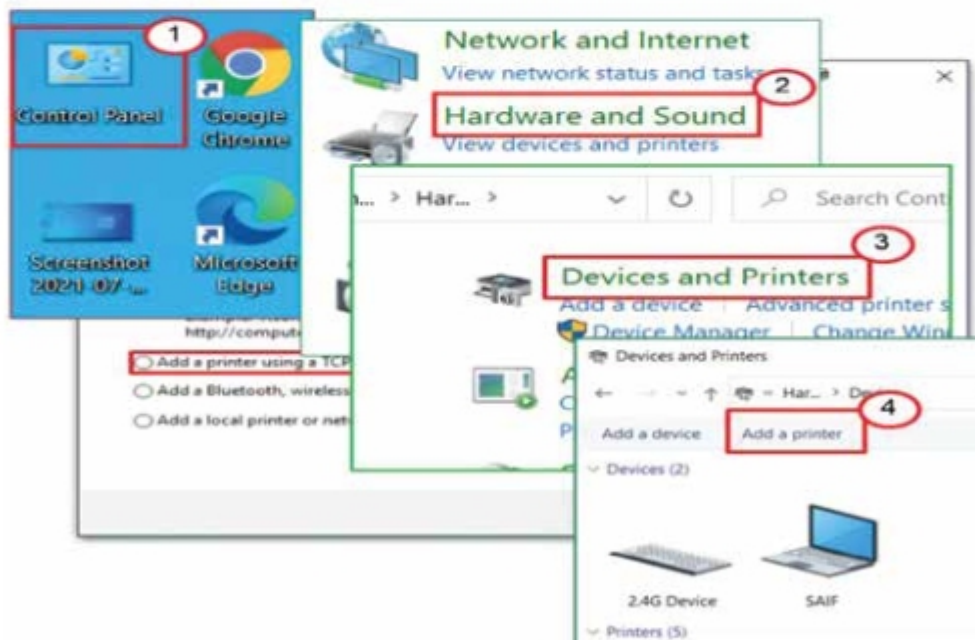 1
Control Panel
Google
Chrome
Screenshot
2021-07-...
Microsoft
Edge
Network and Internet
View network status and tasks
2
Hardware and Sound
View devices and printers
... > Har... >
Search Cont
3
Devices and Printers
Add a device
Advanced printer s
Device Manager
Change Win
http://compute
Add a printer using a TCP
Add a Bluetooth, wireless
Add a local printer or net
Devices and Printers
Har... >
4
Add a device
Add a printer
Devices (2)
2.4G Device
SAIF
Printers (5)